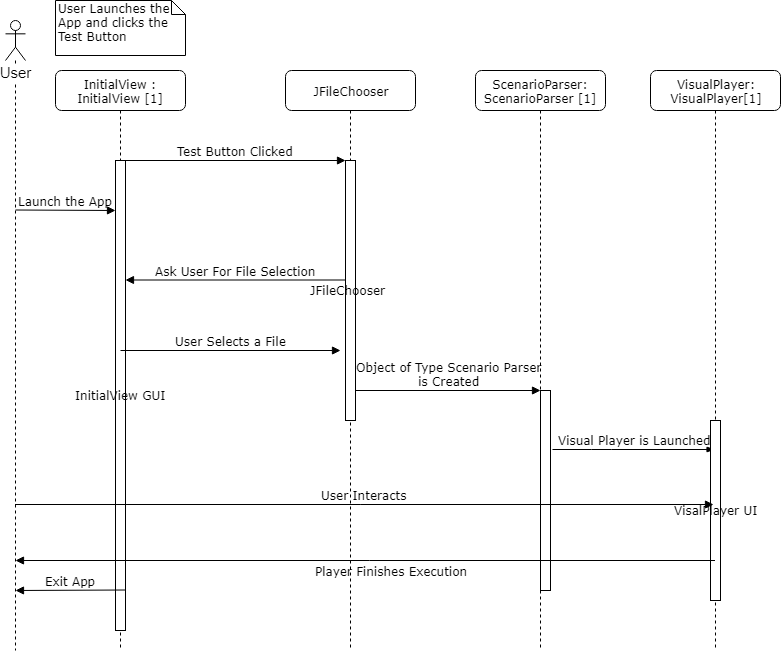 User Launches the
App and clicks the
Test Button
User
InitialView :
InitialView [1]
JFileChooser
ScenarioParser:
ScenarioParser [1]
VisualPlayer:
VisualPlayer[1]
Test Button Clicked
Launch the App
Ask User For File Selection
JFileChooser
User Selects a File
Object of Type Scenario Parser
is Created
InitialView GUI
Visual Player is Launched
User Interacts
VisalPlayer UI
Player Finishes Execution
Exit App